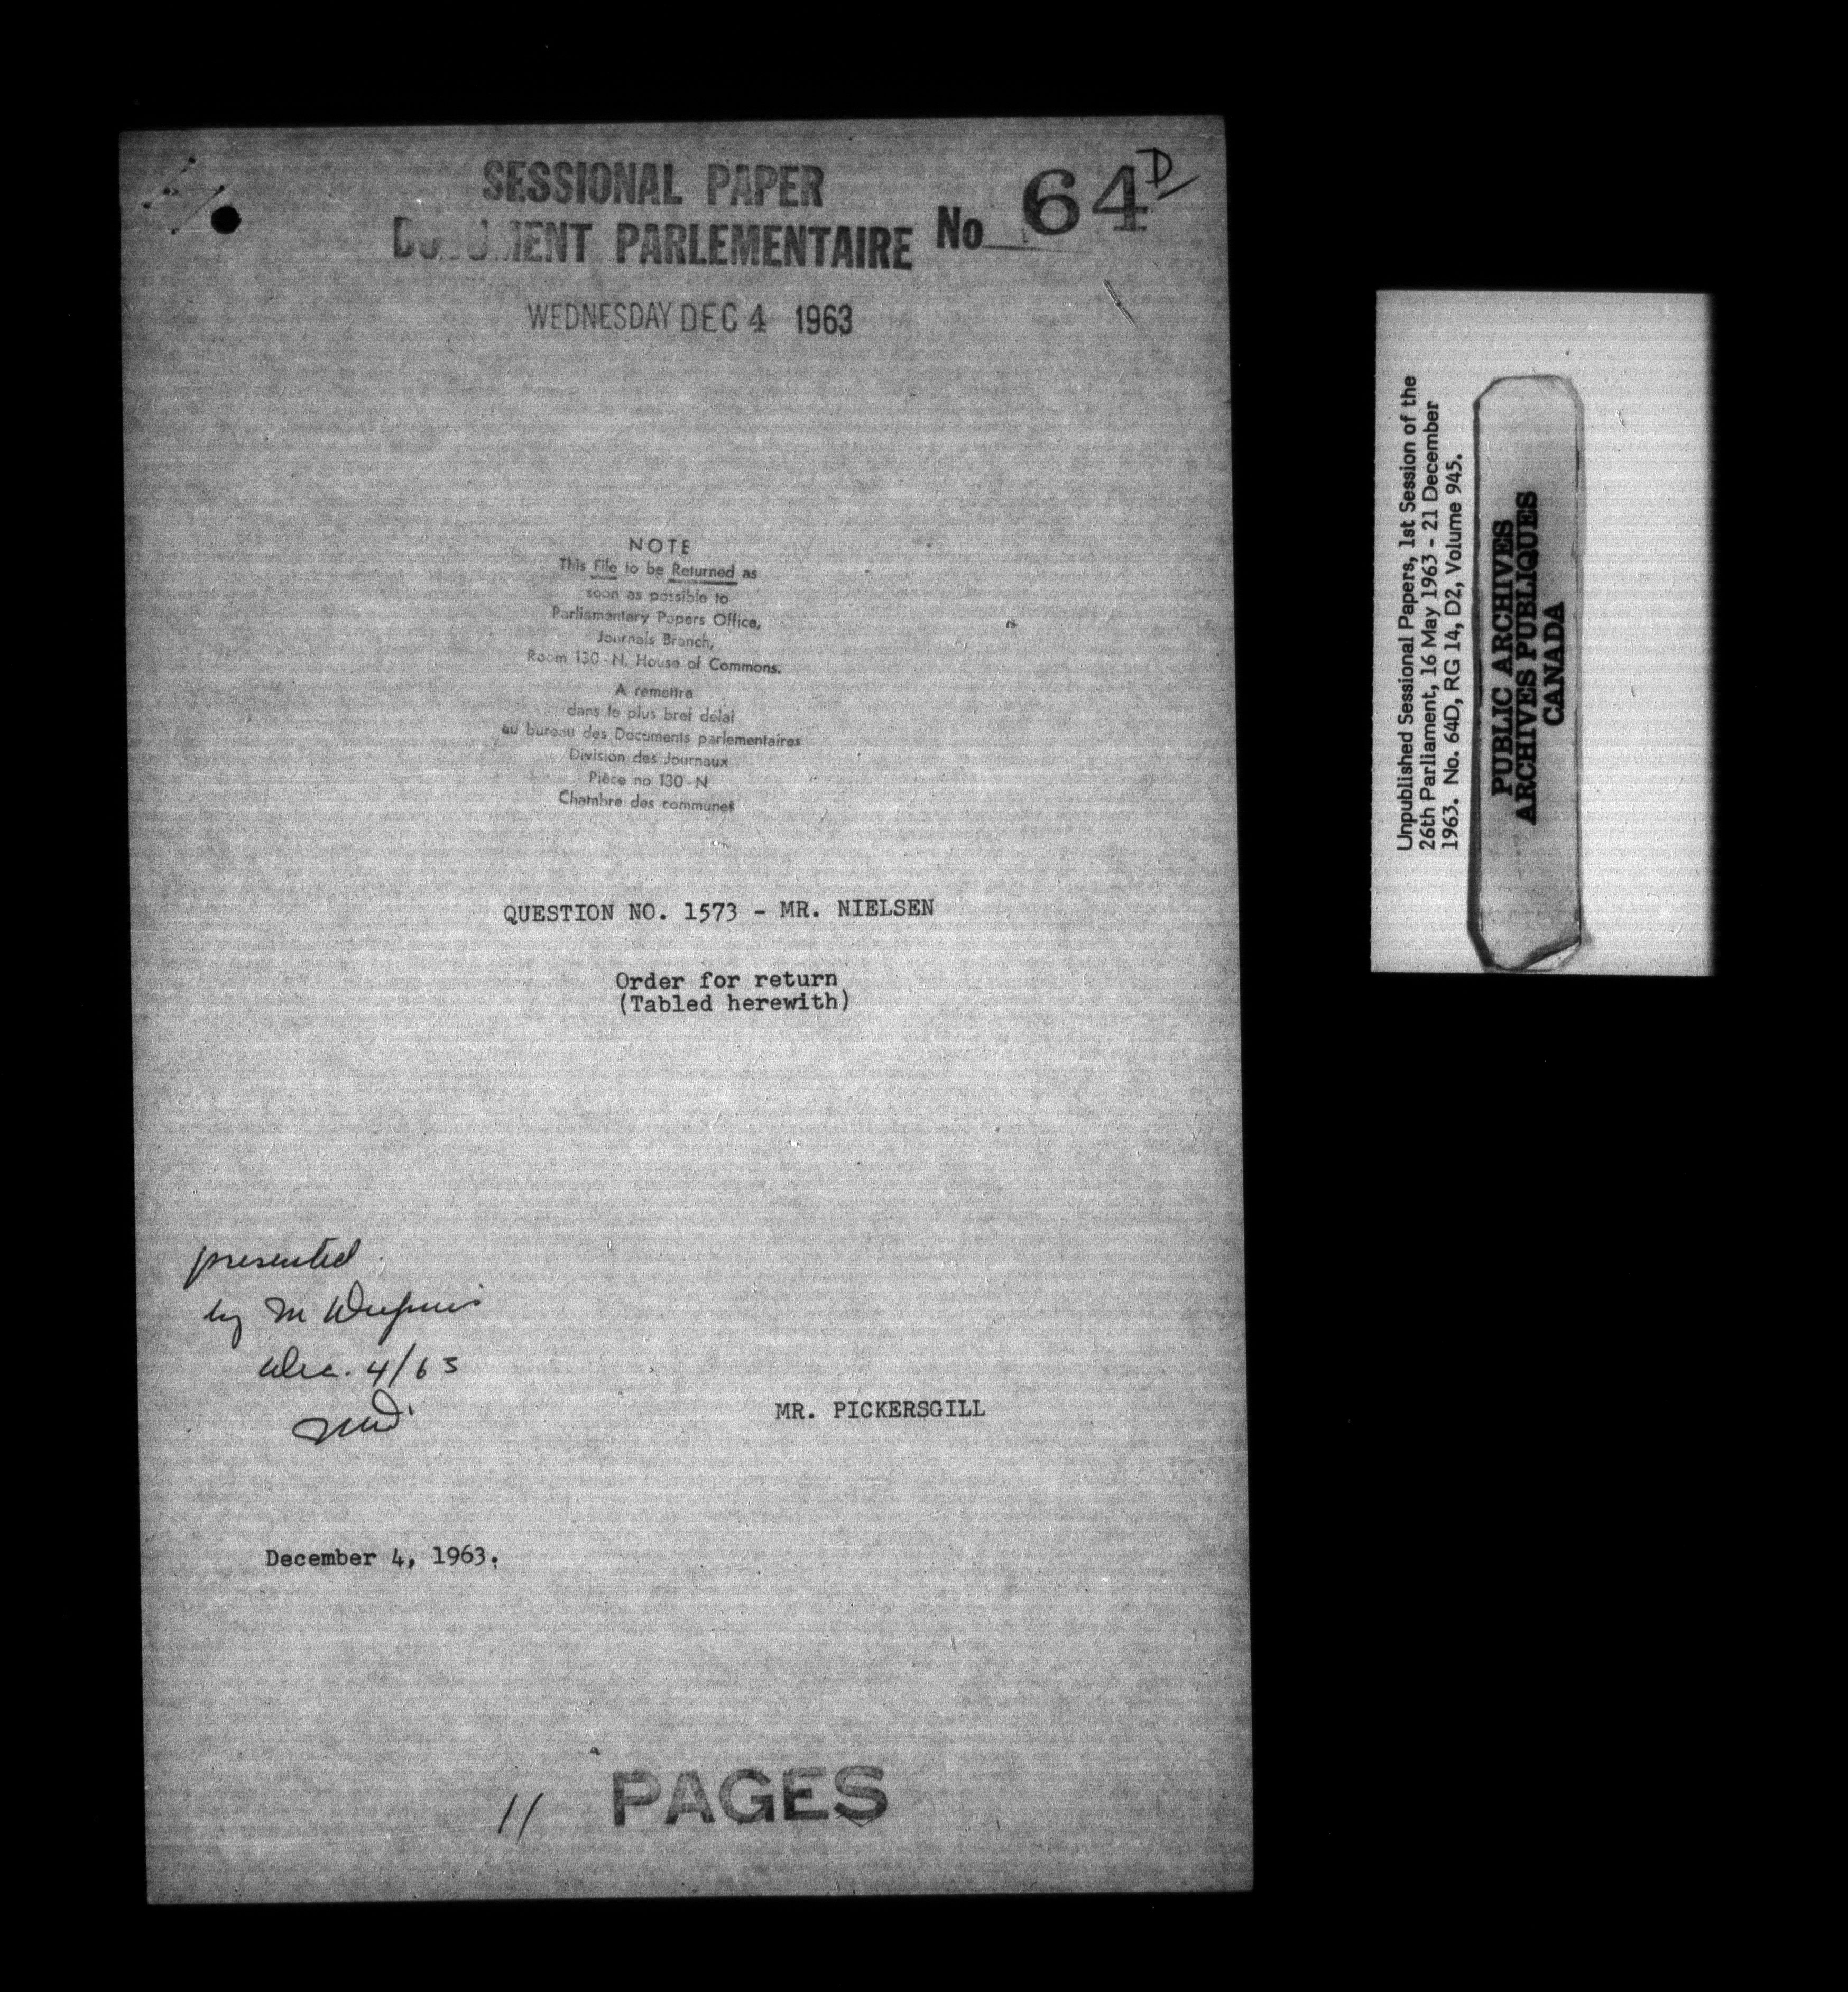 SESSIONAL PAPER
DOCUMENT PARLEMENTAIRE No 64 D
WEDNESDAY DEC 4 1963
NOTE
This File to be Returned as
soon as possible to
Parliamentary Papers Office,
Journals Branch,
Room 130-N, House of Commons.
A remettre
dans le plus bref délai
au bureau des Documents parlementaires
Division des Journaux
Pièce no 130-N
Chambre des communes
QUESTION NO. 1573 - MR. NIELSEN
Order for return
(Tabled herewith)
presented
by M Dupuis
Dec. 4/63
MR. PICKERSGILL
December 4, 1963.
11 PAGES
Unpublished Sessional Papers, 1st Session of the
26th Parliament, 16 May 1963 - 21 December
1963. No. 64D, RG 14, D2, Volume 945.
PUBLIC ARCHIVES
ARCHIVES PUBLIQUES
CANADA